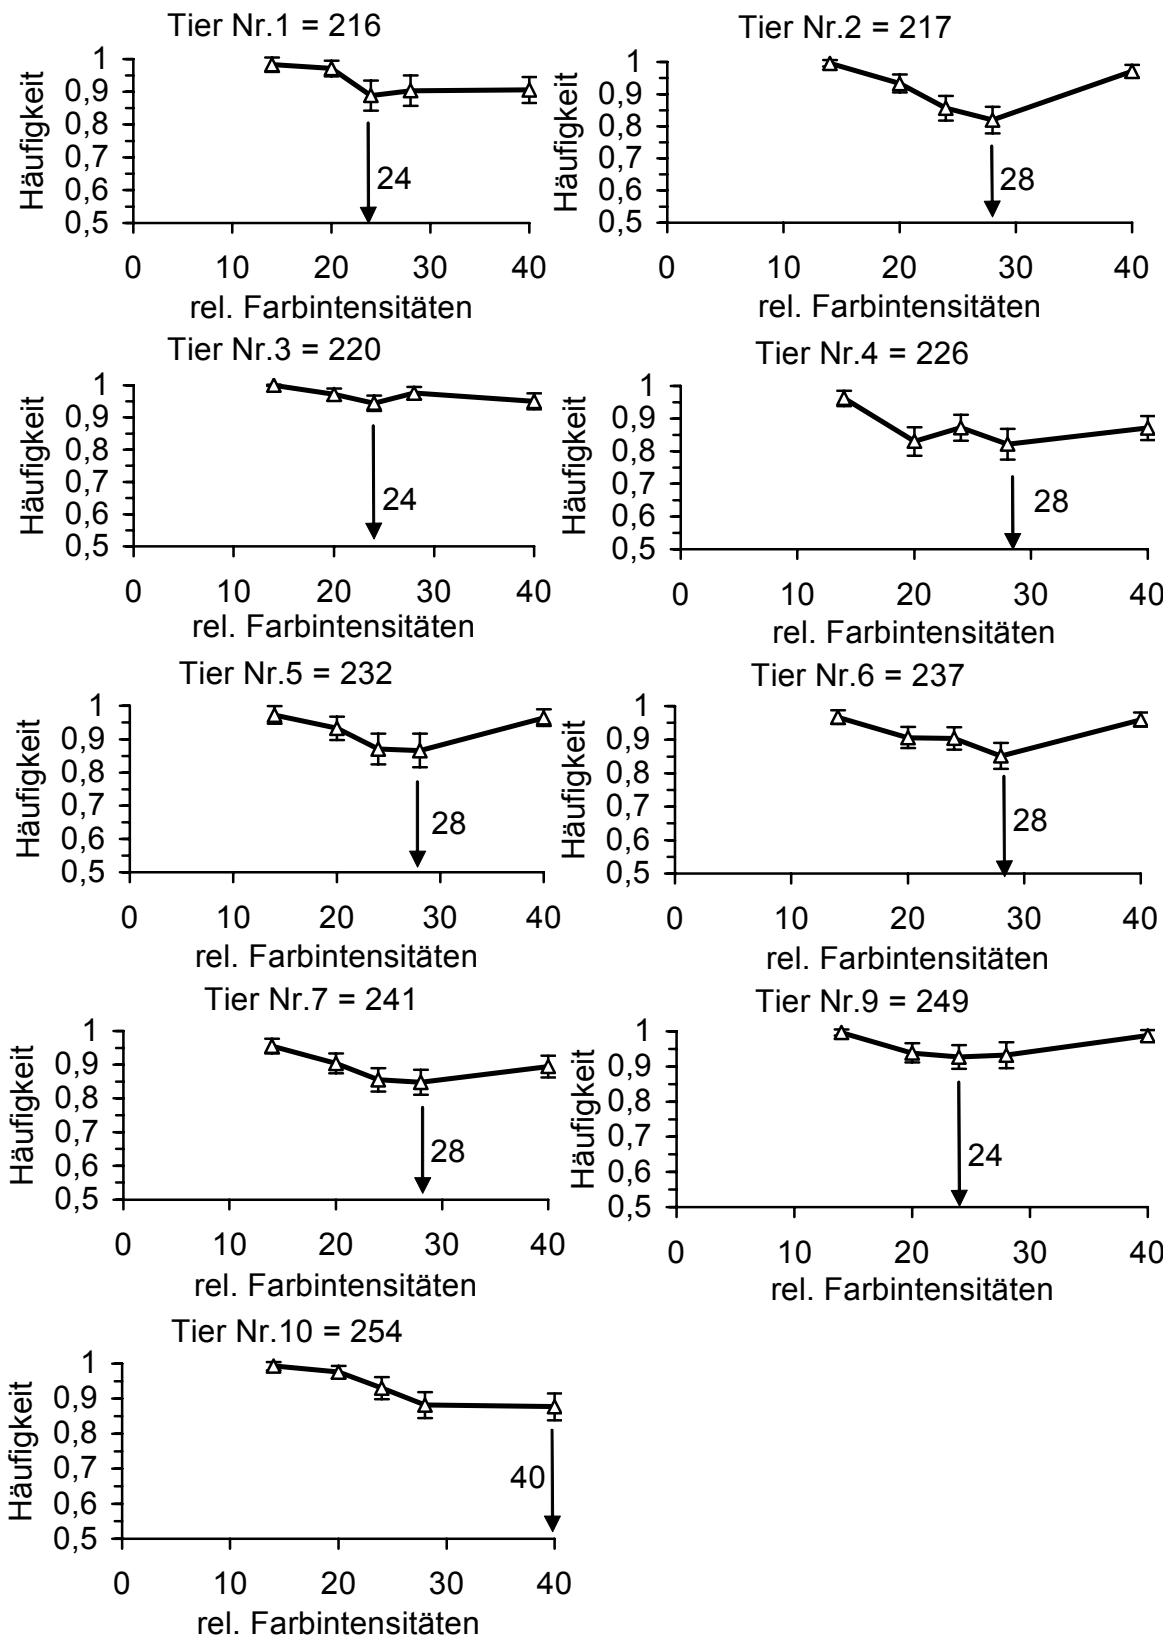 Tier Nr.1 = 216
Häufigkeit
1
0,9
0,8
0,7
0,6
0,5
24
0 10 20 30 40
rel. Farbintensitäten
Tier Nr.2 = 217
Häufigkeit
1
0,9
0,8
0,7
0,6
0,5
28
0 10 20 30 40
rel. Farbintensitäten
Tier Nr.3 = 220
Häufigkeit
1
0,9
0,8
0,7
0,6
0,5
24
0 10 20 30 40
rel. Farbintensitäten
Tier Nr.4 = 226
Häufigkeit
1
0,9
0,8
0,7
0,6
0,5
28
0 10 20 30 40
rel. Farbintensitäten
Tier Nr.5 = 232
Häufigkeit
1
0,9
0,8
0,7
0,6
0,5
28
0 10 20 30 40
rel. Farbintensitäten
Tier Nr.6 = 237
Häufigkeit
1
0,9
0,8
0,7
0,6
0,5
28
0 10 20 30 40
rel. Farbintensitäten
Tier Nr.7 = 241
Häufigkeit
1
0,9
0,8
0,7
0,6
0,5
28
0 10 20 30 40
rel. Farbintensitäten
Tier Nr.9 = 249
Häufigkeit
1
0,9
0,8
0,7
0,6
0,5
24
0 10 20 30 40
rel. Farbintensitäten
Tier Nr.10 = 254
Häufigkeit
1
0,9
0,8
0,7
0,6
0,5
40
0 10 20 30 40
rel. Farbintensitäten